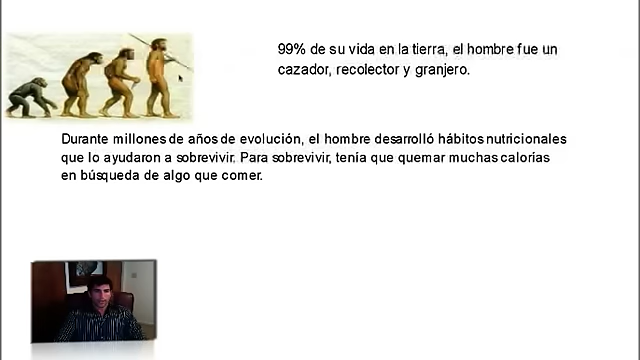 99% de su vida en la tierra, el hombre fue un
cazador, recolector y granjero.
Durante millones de años de evolución, el hombre desarrolló hábitos nutricionales
que lo ayudaron a sobrevivir. Para sobrevivir, tenía que quemar muchas calorías
en búsqueda de algo que comer.